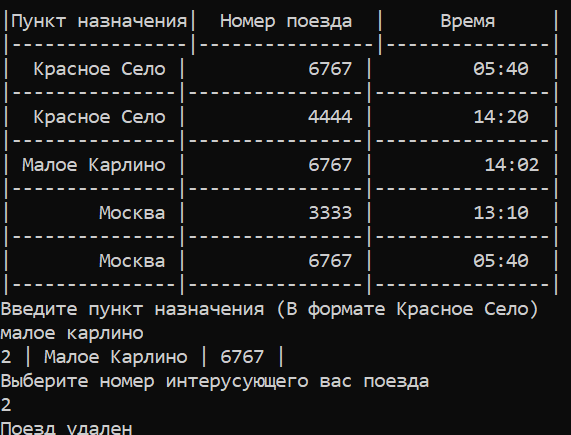 |Пункт назначения|  Номер поезда  |     Время     |
|----------------|----------------|---------------|
|  Красное Село |           6767 |         05:40  |
|---------------|----------------|----------------|
|  Красное Село |           4444 |         14:20  |
|---------------|----------------|----------------|
| Малое Карлино |           6767 |          14:02 |
|---------------|----------------|----------------|
|        Москва |           3333 |         13:10  |
|---------------|----------------|----------------|
|        Москва |           6767 |         05:40  |
|---------------|----------------|----------------|
Введите пункт назначения (В формате Красное Село)
малое карлино
2 | Малое Карлино | 6767 |
Выберите номер интерусующего вас поезда
2
Поезд удален